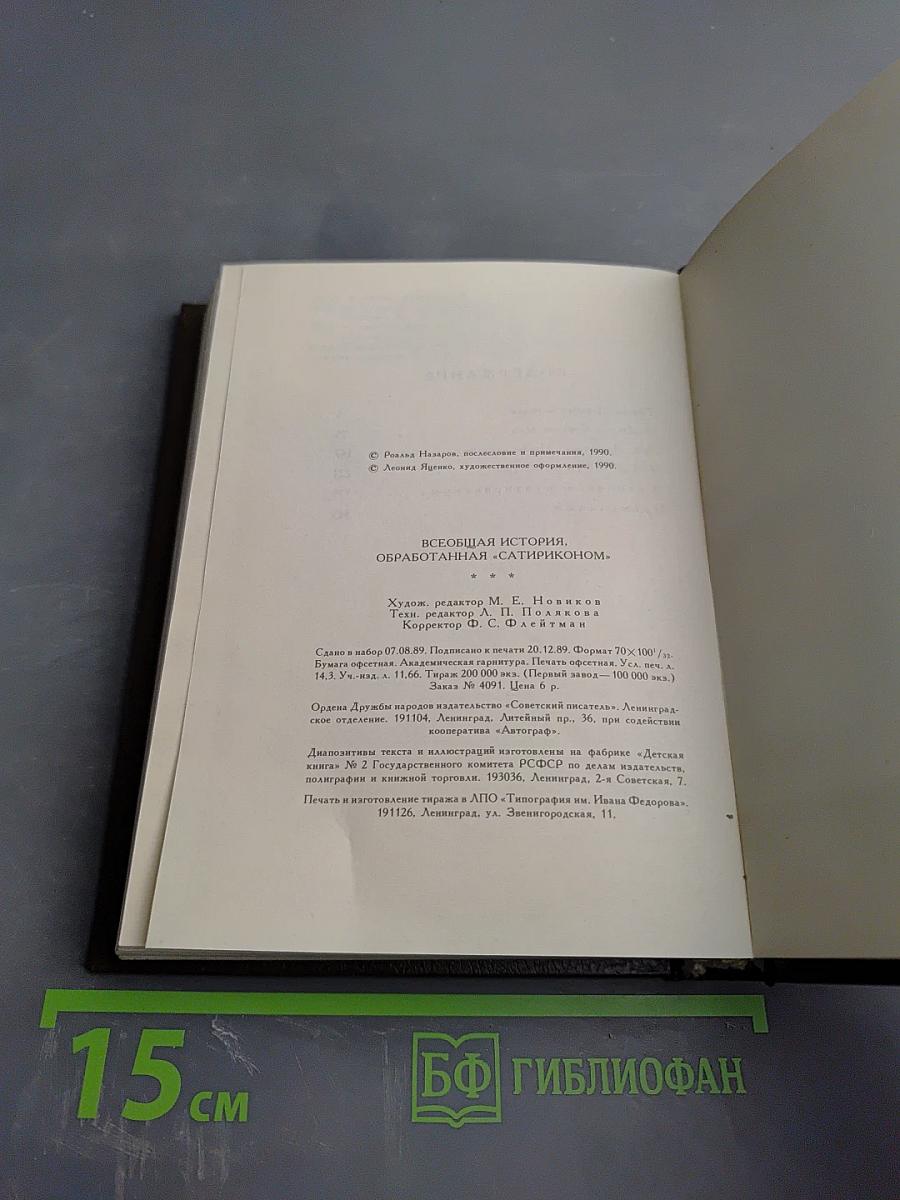 © Роальд Назаров, послесловие и примечания, 1990.
© Леонид Яценко, художественное оформление, 1990.
ВСЕОБЩАЯ ИСТОРИЯ,
ОБРАБОТАННАЯ «САТИРИКОНОМ»
* * *
Худож. редактор М. Е. Новиков
Техн. редактор Л. П. Полякова
Корректор Ф. С. Флейтман
Сдано в набор 07.08.89. Подписано к печати 20.12.89. Формат 70×100¹/₃₂.
Бумага офсетная. Академическая гарнитура. Печать офсетная. Усл. печ. л.
14,3. Уч.-изд. л. 11,66. Тираж 200 000 экз. (Первый завод— 100 000 экз.)
Заказ № 4091. Цена 6 р.
Ордена Дружбы народов издательство «Советский писатель». Ленинград-
ское отделение. 191104, Ленинград, Литейный пр., 36, при содействии
кооператива «Автограф».
Диапозитивы текста и иллюстраций изготовлены на фабрике «Детская
книга» № 2 Государственного комитета РСФСР по делам издательств,
полиграфии и книжной торговли. 193036, Ленинград, 2-я Советская, 7.
Печать и изготовление тиража в ЛПО «Типография им. Ивана Федорова».
191126, Ленинград, ул. Звенигородская, 11.
15 см
БФ ГИБЛИОФАН